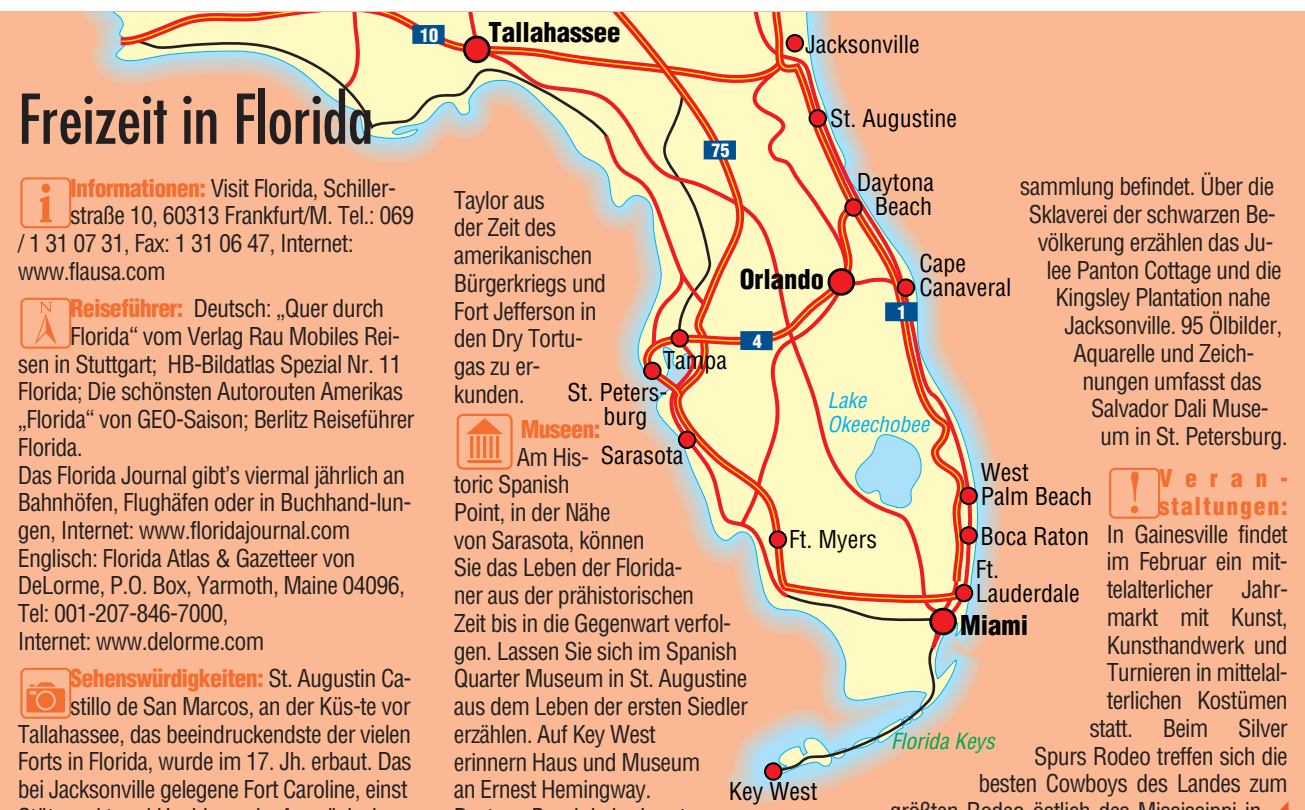 Freizeit in Florida
Informationen: Visit Florida, Schiller-
straße 10, 60313 Frankfurt/M. Tel.: 069
/ 1 31 07 31, Fax: 1 31 06 47, Internet:
www.flausa.com
Reiseführer: Deutsch: „Quer durch
Florida“ vom Verlag Rau Mobiles Rei-
sen in Stuttgart; HB-Bildatlas Spezial Nr. 11
Florida; Die schönsten Autorouten Amerikas
„Florida“ von GEO-Saison; Berlitz Reiseführer
Florida.
Das Florida Journal gibt's viermal jährlich an
Bahnhöfen, Flughäfen oder in Buchhand-lun-
gen, Internet: www.floridajournal.com
Englisch: Florida Atlas & Gazetteer von
DeLorme, P.O. Box, Yarmoth, Maine 04096,
Tel: 001-207-846-7000,
Internet: www.delorme.com
Sehenswürdigkeiten: St. Augustin Ca-
stillo de San Marcos, an der Küs-te vor
Tallahassee, das beeindruckendste der vielen
Forts in Florida, wurde im 17. Jh. erbaut. Das
bei Jacksonville gelegene Fort Caroline, einst
Taylor aus
der Zeit des
amerikanischen
Bürgerkriegs und
Fort Jefferson in
den Dry Tortu-
gas zu er-
kunden.
Museen:
Am His-
toric Spanish
Point, in der Nähe
von Sarasota, können
Sie das Leben der Florida-
ner aus der prähistorischen
Zeit bis in die Gegenwart verfol-
gen. Lassen Sie sich im Spanish
Quarter Museum in St. Augustine
aus dem Leben der ersten Siedler
erzählen. Auf Key West
erinnern Haus und Museum
an Ernest Hemingway.
sammlung befindet. Über die
Sklaverei der schwarzen Be-
völkerung erzählen das Ju-
lee Panton Cottage und die
Kingsley Plantation nahe
Jacksonville. 95 Ölbilder,
Aquarelle und Zeich-
nungen umfasst das
Salvador Dali Muse-
um in St. Petersburg.
Veran-
staltungen:
In Gainesville findet
im Februar ein mit-
telalterlicher Jahr-
markt mit Kunst,
Kunsthandwerk und
Turnieren in mittelal-
terlichen Kostümen
statt. Beim Silver
Spurs Rodeo treffen sich die
besten Cowboys des Landes zum
größten Rodeo östlich des Mississippi in
10
Tallahassee
Jacksonville
St. Augustine
75
Daytona
Beach
Orlando
Cape
Canaveral
1
4
Tampa
St. Peters-
burg
Sarasota
Lake
Okeechobee
West
Palm Beach
Ft. Myers
Boca Raton
Ft.
Lauderdale
Miami
Florida Keys
Key West
N